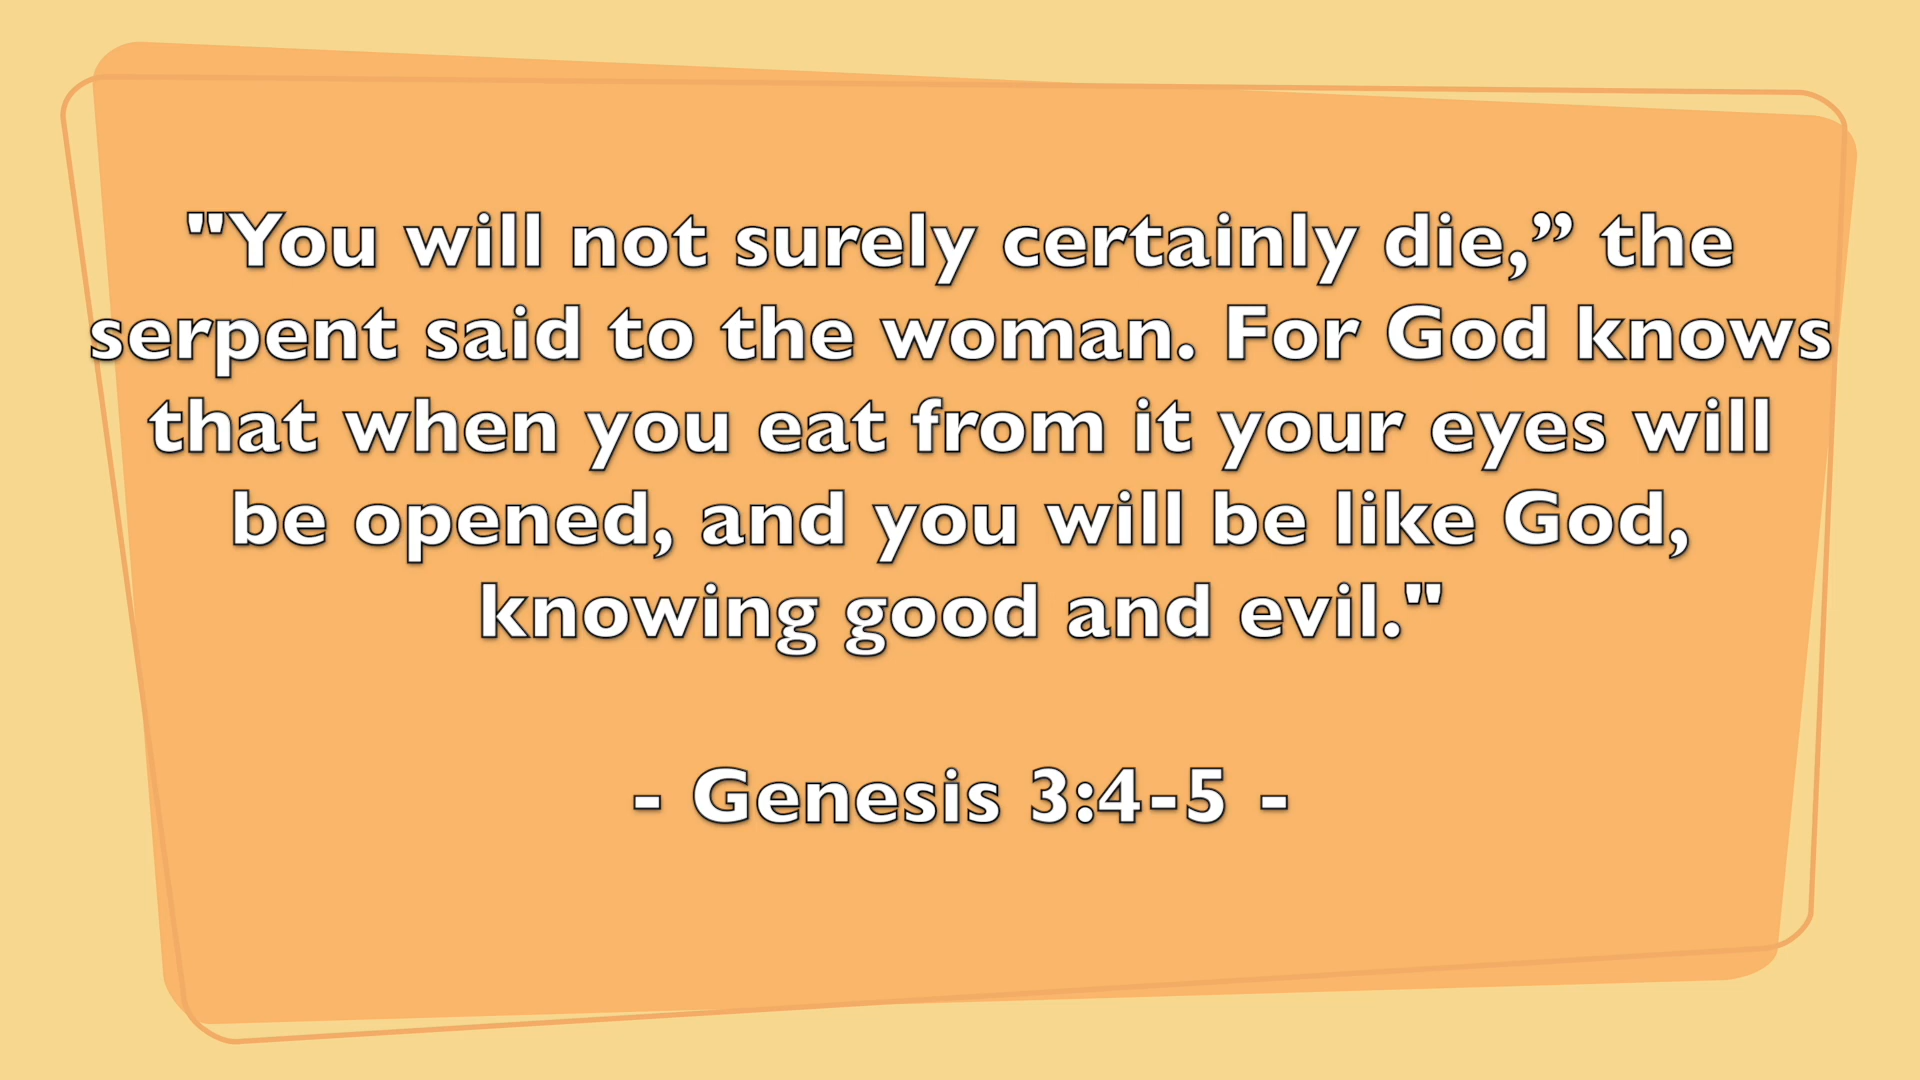 "You will not surely certainly die,” the
serpent said to the woman. For God knows
that when you eat from it your eyes will
be opened, and you will be like God,
knowing good and evil."
- Genesis 3:4-5 -